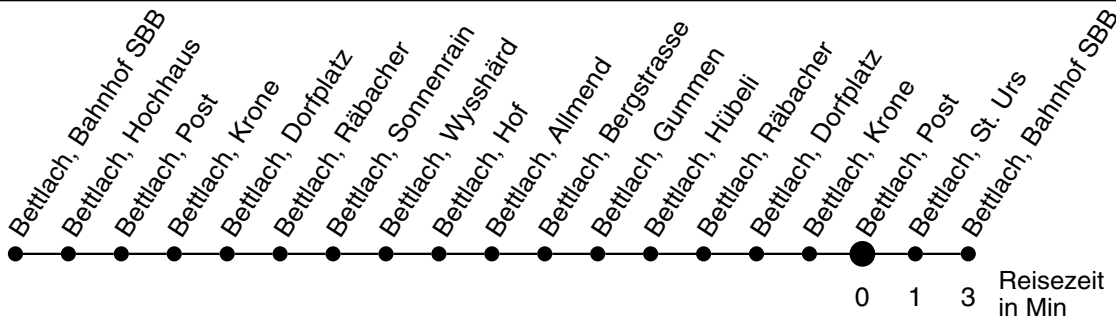 Bettlach, Bahnhof SBB
Bettlach, Hochhaus
Bettlach, Post
Bettlach, Krone
Bettlach, Dorfplatz
Bettlach, Räbacher
Bettlach, Sonnenrain
Bettlach, Wysshärd
Bettlach, Hof
Bettlach, Allmend
Bettlach, Bergstrasse
Bettlach, Gummen
Bettlach, Hübeli
Bettlach, Räbacher
Bettlach, Dorfplatz
Bettlach, Krone
Bettlach, Post
Bettlach, St. Urs
Bettlach, Bahnhof SBB
0 1 3 Reisezeit
in Min